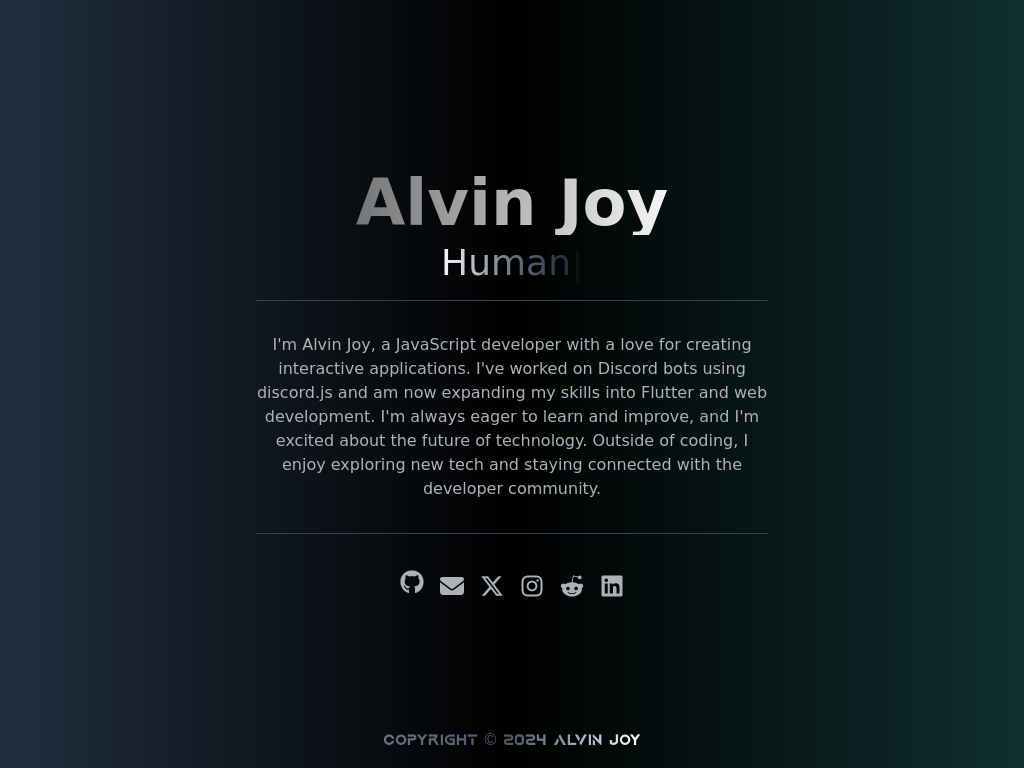 Alvin Joy
Human|
I'm Alvin Joy, a JavaScript developer with a love for creating
interactive applications. I've worked on Discord bots using
discord.js and am now expanding my skills into Flutter and web
development. I'm always eager to learn and improve, and I'm
excited about the future of technology. Outside of coding, I
enjoy exploring new tech and staying connected with the
developer community.
COPYRIGHT © 2024 ALVIN JOY